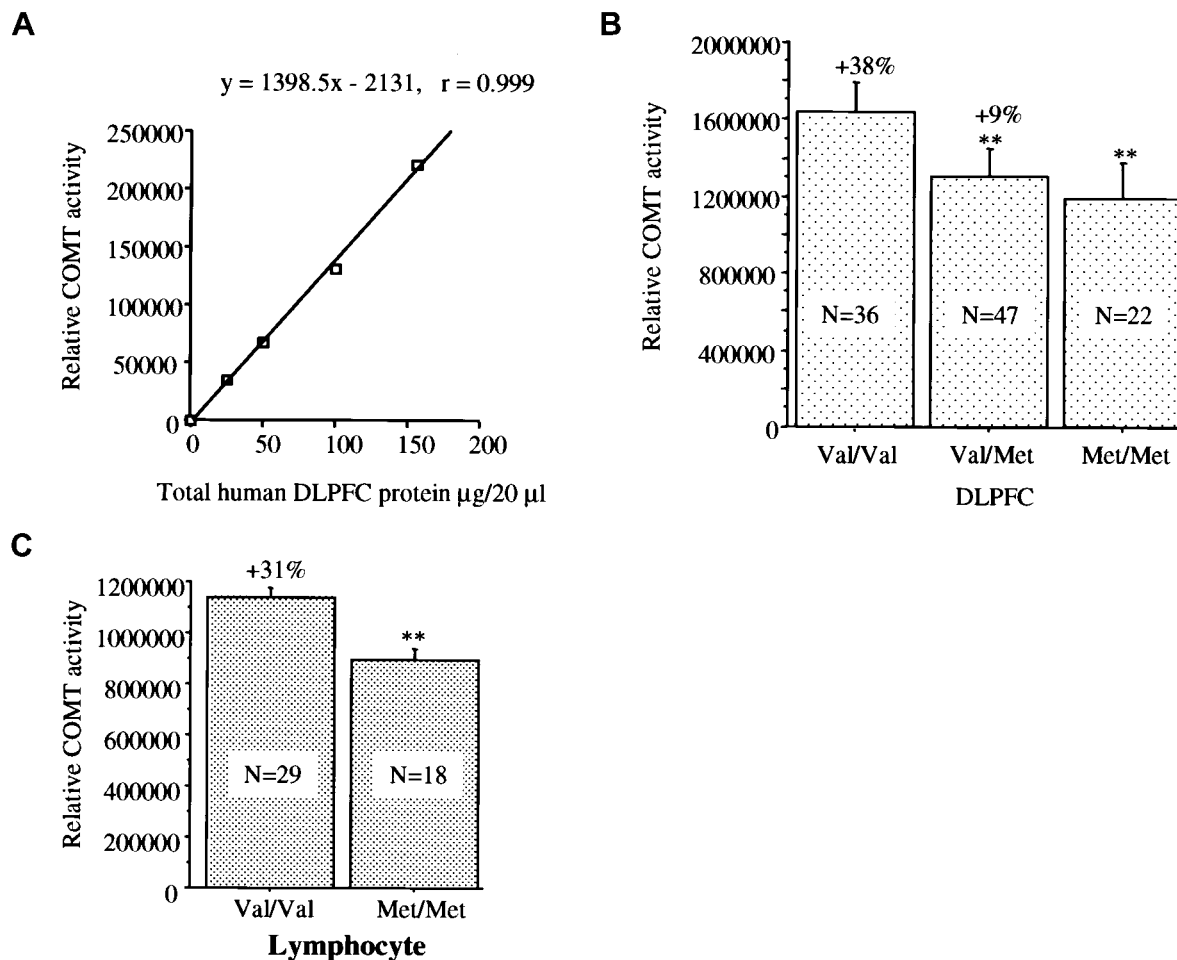 A
y = 1398.5x - 2131, r = 0.999
Relative COMT activity
250000
200000
150000
100000
50000
0
0 50 100 150 200
Total human DLPFC protein µg/20 µl
B
Relative COMT activity
2000000
1600000
1200000
800000
400000
0
+38%
+9%
**
**
N=36 N=47 N=22
Val/Val Val/Met Met/Met
DLPFC
C
Relative COMT activity
1200000
1000000
800000
600000
400000
200000
0
+31%
**
N=29 N=18
Val/Val Met/Met
Lymphocyte